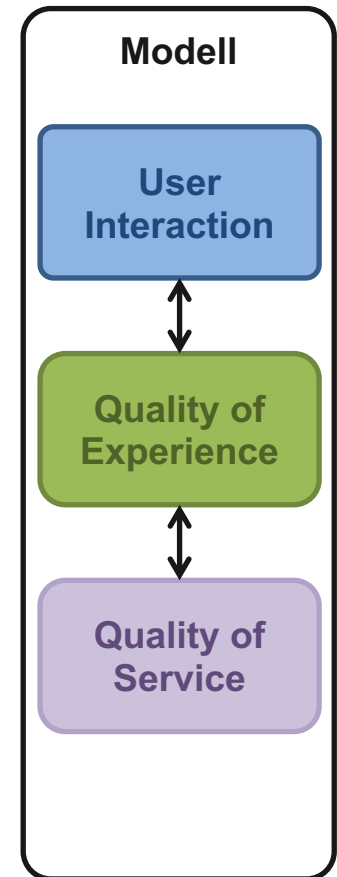 Modell
User
Interaction
Quality of
Experience
Quality of
Service